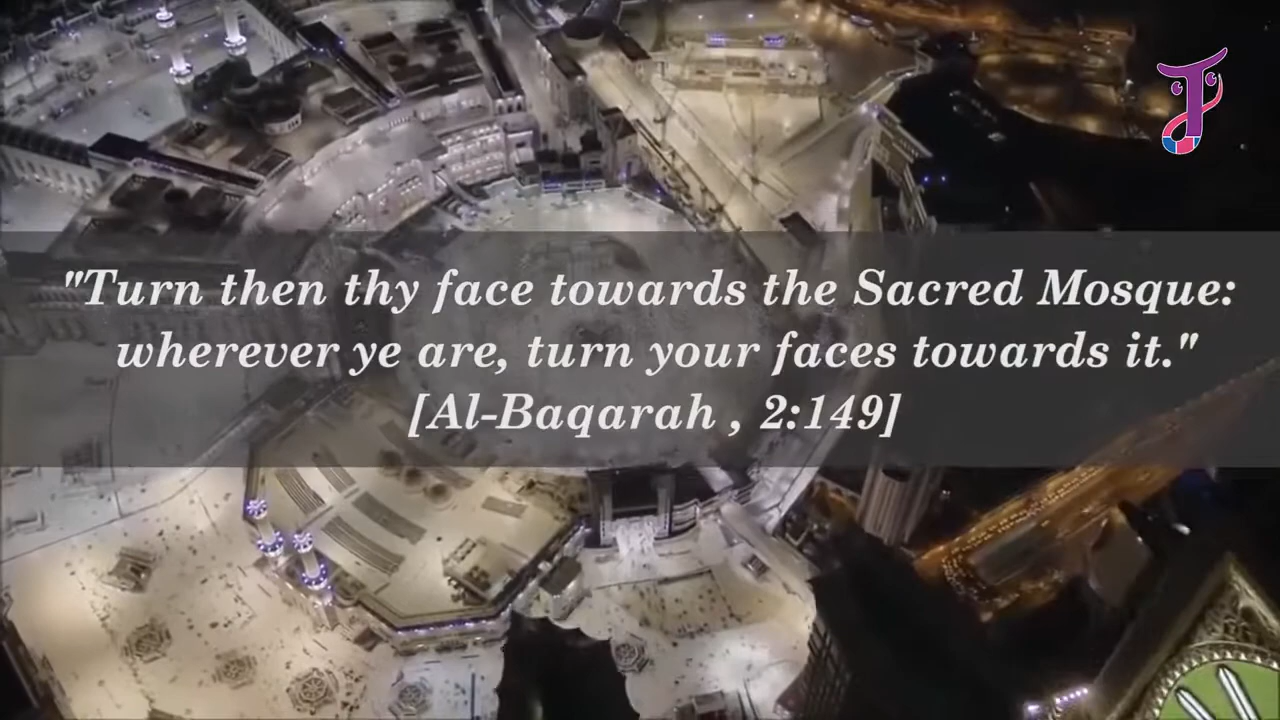 "Turn then thy face towards the Sacred Mosque:
wherever ye are, turn your faces towards it."
[Al-Baqarah , 2:149]